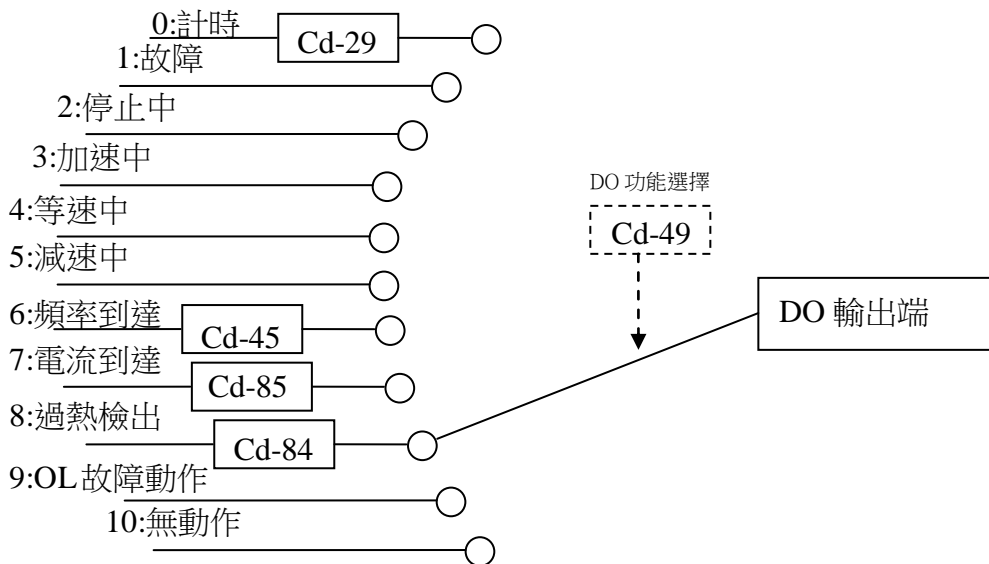 0:計時
Cd-29
1:故障
2:停止中
3:加速中
DO 功能選擇
4:等速中
Cd-49
5:減速中
6:頻率到達
Cd-45
DO 輸出端
7:電流到達
Cd-85
8:過熱檢出
Cd-84
9:OL 故障動作
10:無動作